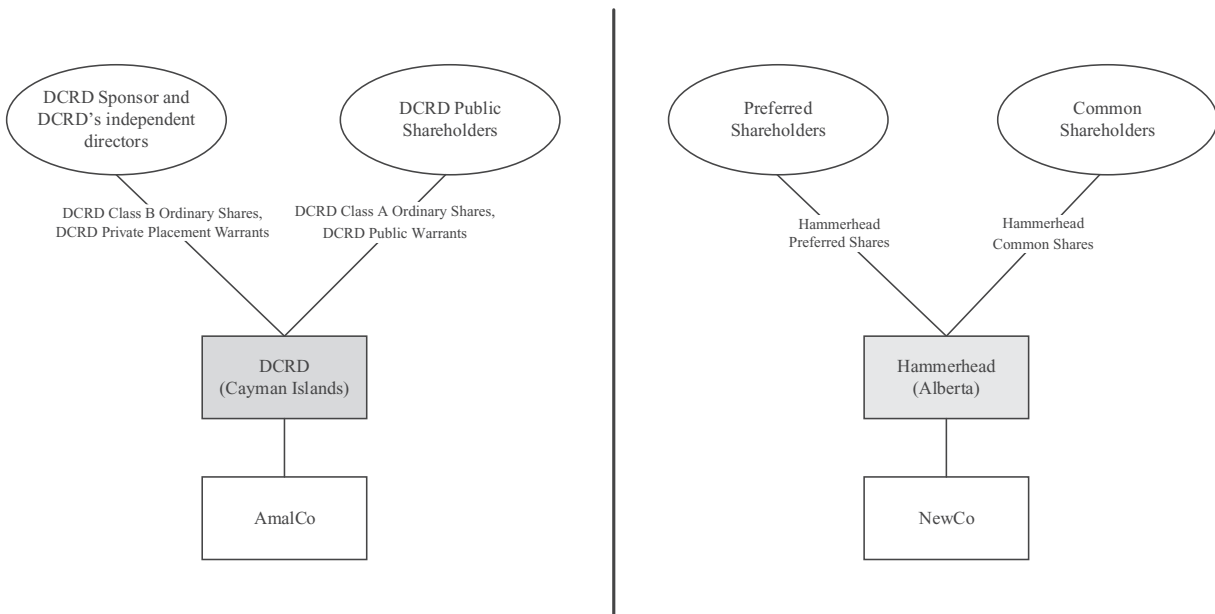 DCRD Sponsor and
DCRD’s independent
directors
DCRD Public
Shareholders
DCRD Class B Ordinary Shares,
DCRD Private Placement Warrants
DCRD Class A Ordinary Shares,
DCRD Public Warrants
DCRD
(Cayman Islands)
AmalCo
Preferred
Shareholders
Common
Shareholders
Hammerhead
Preferred Shares
Hammerhead
Common Shares
Hammerhead
(Alberta)
NewCo